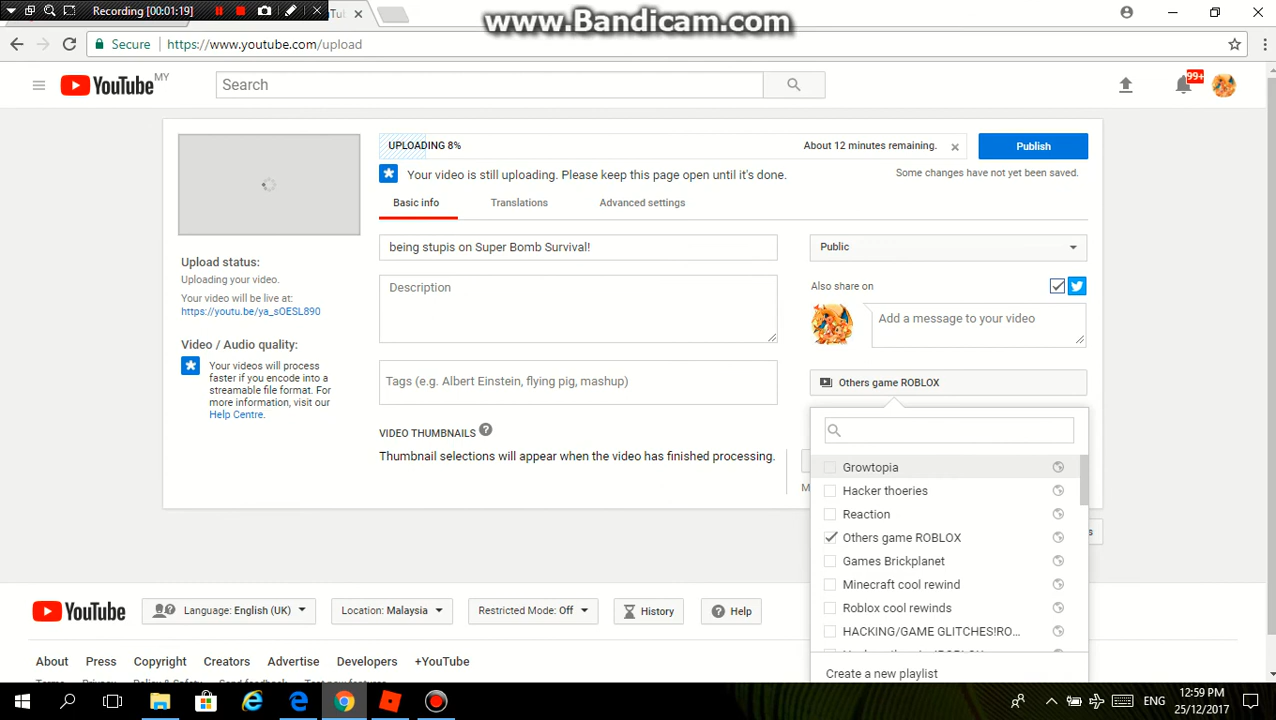 Recording [00:01:19]
www.Bandicam.com
Secure
https://www.youtube.com/upload
YouTube MY
Search
99+
UPLOADING 8%
About 12 minutes remaining.
Publish
Your video is still uploading. Please keep this page open until it's done.
Some changes have not yet been saved.
Basic info
Translations
Advanced settings
being stupis on Super Bomb Survival!
Public
Upload status:
Uploading your video.
Your video will be live at:
https://youtu.be/ya_sOESL890
Description
Also share on
Add a message to your video
Video / Audio quality:
Your videos will process
faster if you encode into a
streamable file format. For
more information, visit our
Help Centre.
Tags (e.g. Albert Einstein, flying pig, mashup)
Others game ROBLOX
VIDEO THUMBNAILS
Thumbnail selections will appear when the video has finished processing.
Growtopia
Hacker thoeries
Reaction
Others game ROBLOX
Games Brickplanet
Minecraft cool rewind
Roblox cool rewinds
HACKING/GAME GLITCHES!RO...
Create a new playlist
YouTube
Language: English (UK)
Location: Malaysia
Restricted Mode: Off
History
Help
About
Press
Copyright
Creators
Advertise
Developers
+YouTube
ENG
12:59 PM
25/12/2017